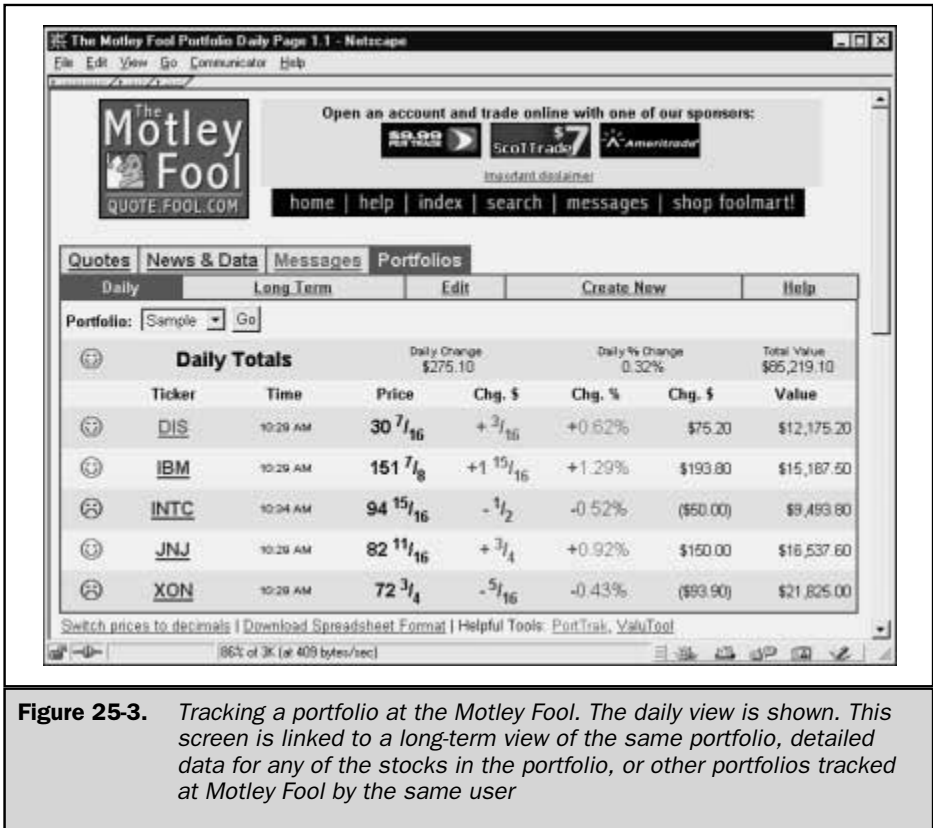 The Motley Fool Portfolio Daily Page 1.1 - Netscape
File Edit View Go Communicator Help
The Motley Fool
QUOTE.FOOL.COM
Open an account and trade online with one of our sponsors:
$9.99 PER TRADE
ScoTTrade $7
Ameritrade
Important disclaimer
home | help | index | search | messages | shop foolmart!
Quotes News & Data Messages Portfolios
Daily Long Term Edit Create New Help
Portfolio: Sample Go
Daily Totals Daily Change $275.10 Daily % Change 0.32% Total Value $85,219.10
Ticker Time Price Chg. $ Chg. % Chg. $ Value
DIS 10:29 AM 30 7/16 + 3/16 +0.62% $75.20 $12,175.20
IBM 10:29 AM 151 7/8 +1 15/16 +1.29% $193.80 $15,187.50
INTC 10:34 AM 94 15/16 - 1/2 -0.52% ($50.00) $9,493.80
JNJ 10:29 AM 82 11/16 + 3/4 +0.92% $150.00 $16,537.60
XON 10:29 AM 72 3/4 - 5/16 -0.43% ($93.90) $21,825.00
Switch prices to decimals | Download Spreadsheet Format | Helpful Tools: PortTrak, ValuTool
86% of 3K (at 409 bytes/sec)
Figure 25-3. Tracking a portfolio at the Motley Fool. The daily view is shown. This
screen is linked to a long-term view of the same portfolio, detailed
data for any of the stocks in the portfolio, or other portfolios tracked
at Motley Fool by the same user